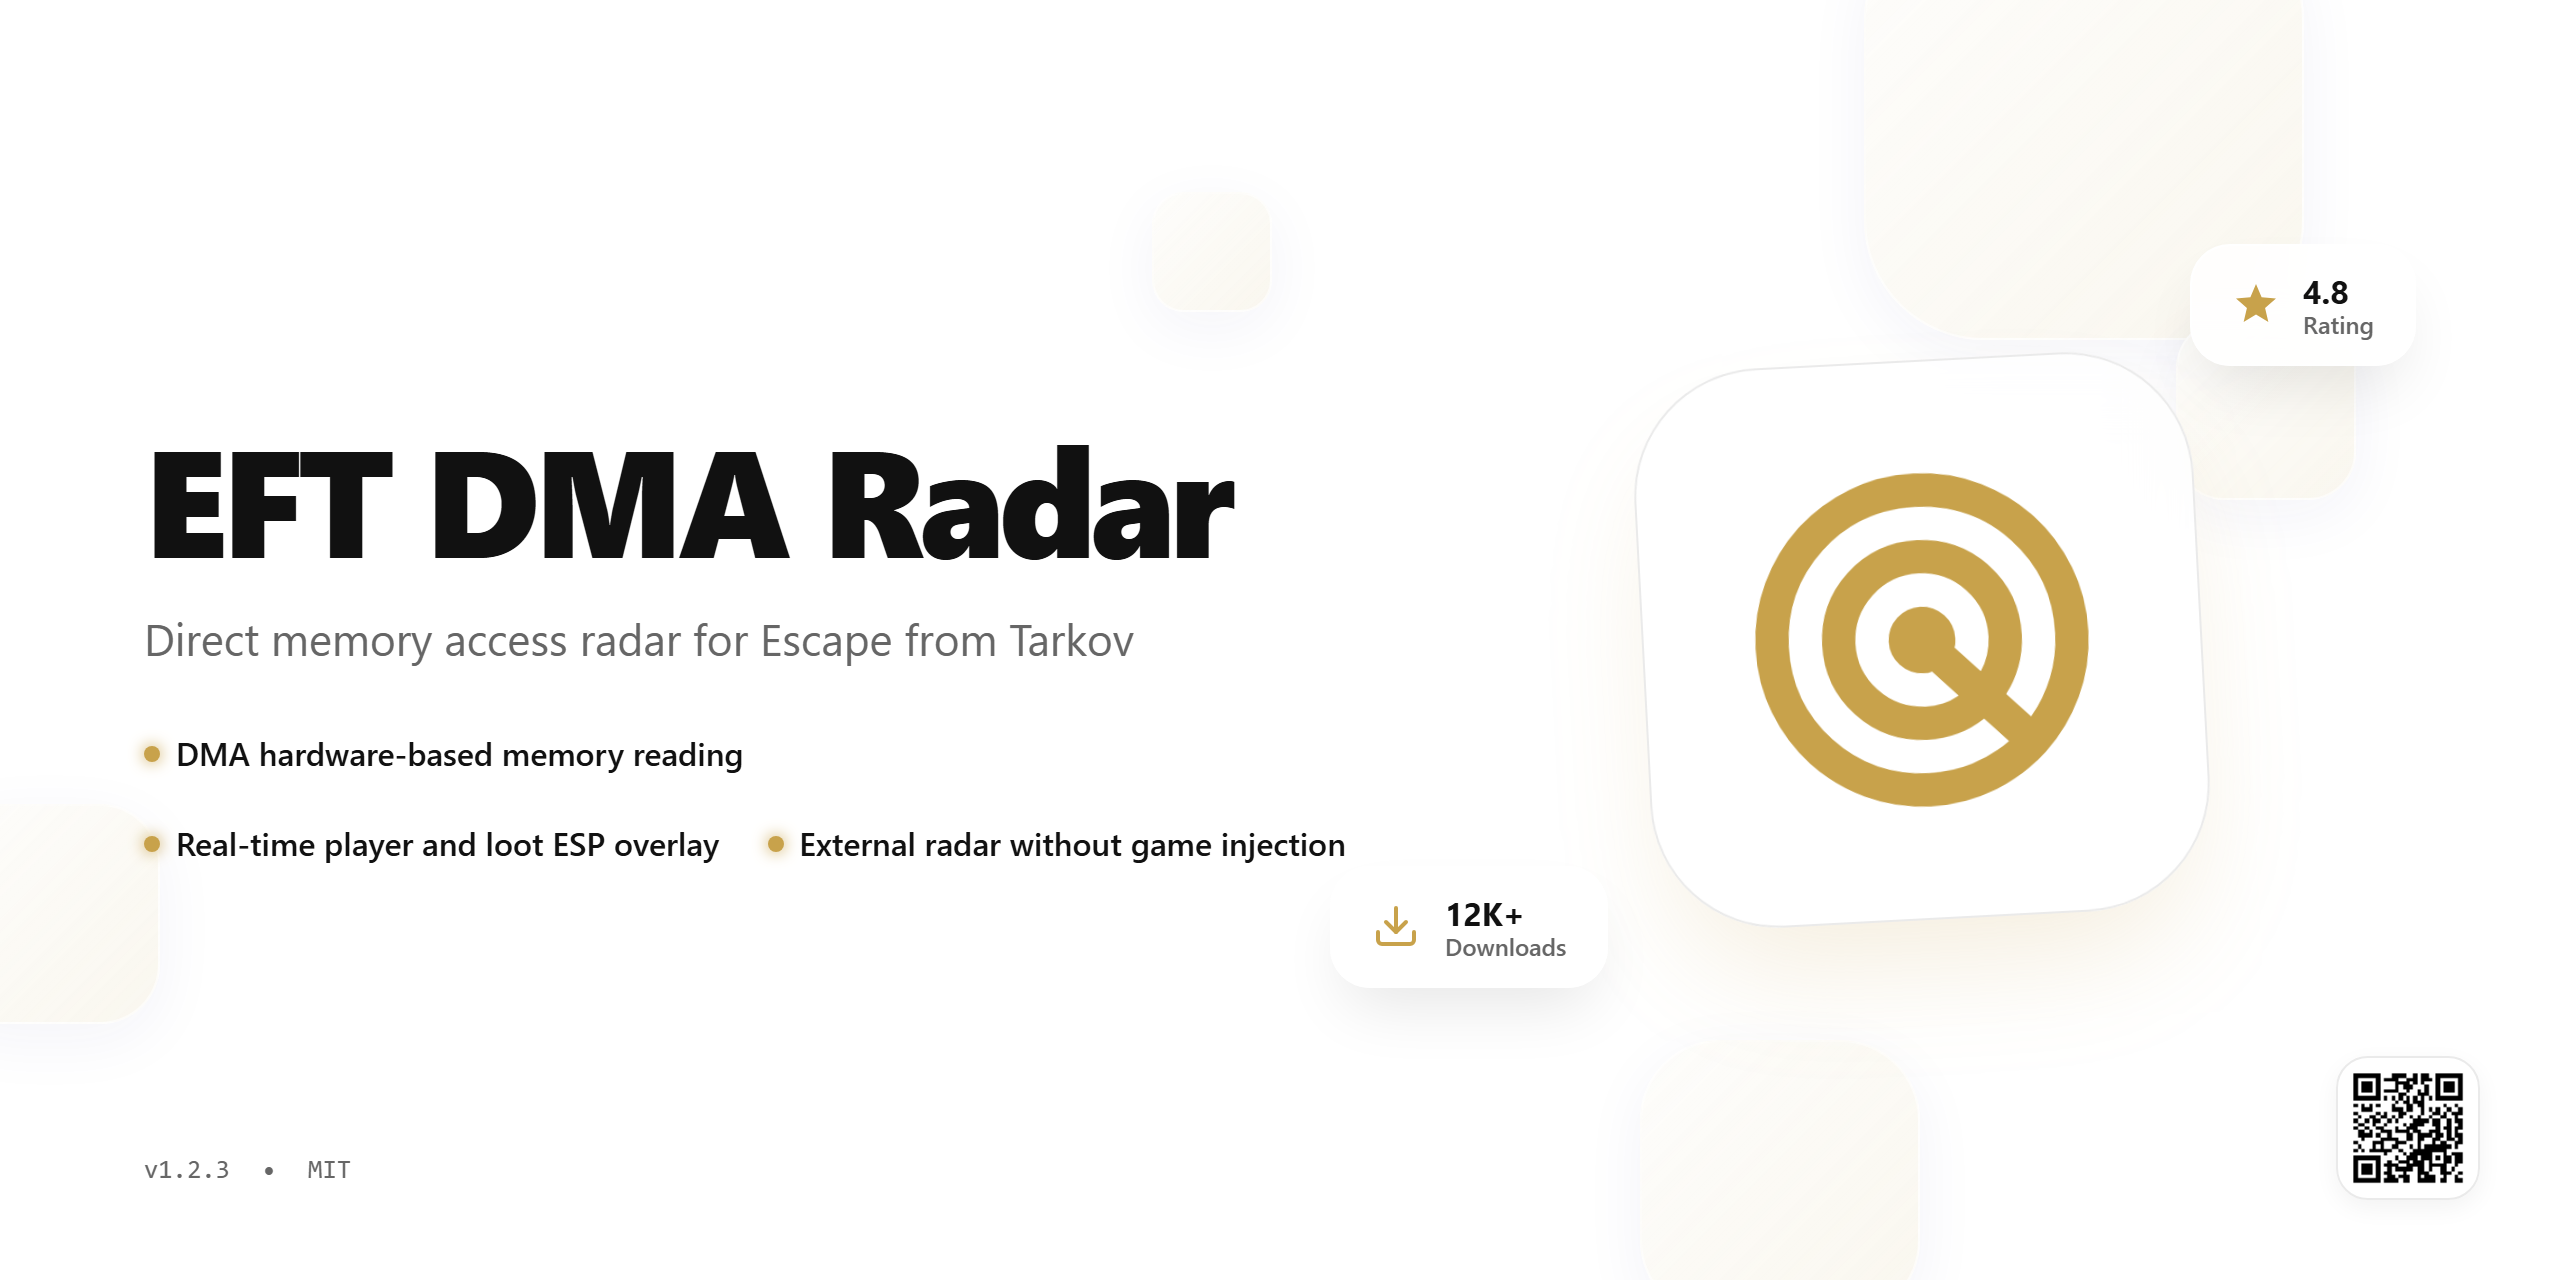 EFT DMA Radar
Direct memory access radar for Escape from Tarkov
DMA hardware-based memory reading
Real-time player and loot ESP overlay
External radar without game injection
4.8
Rating
12K+
Downloads
v1.2.3 • MIT